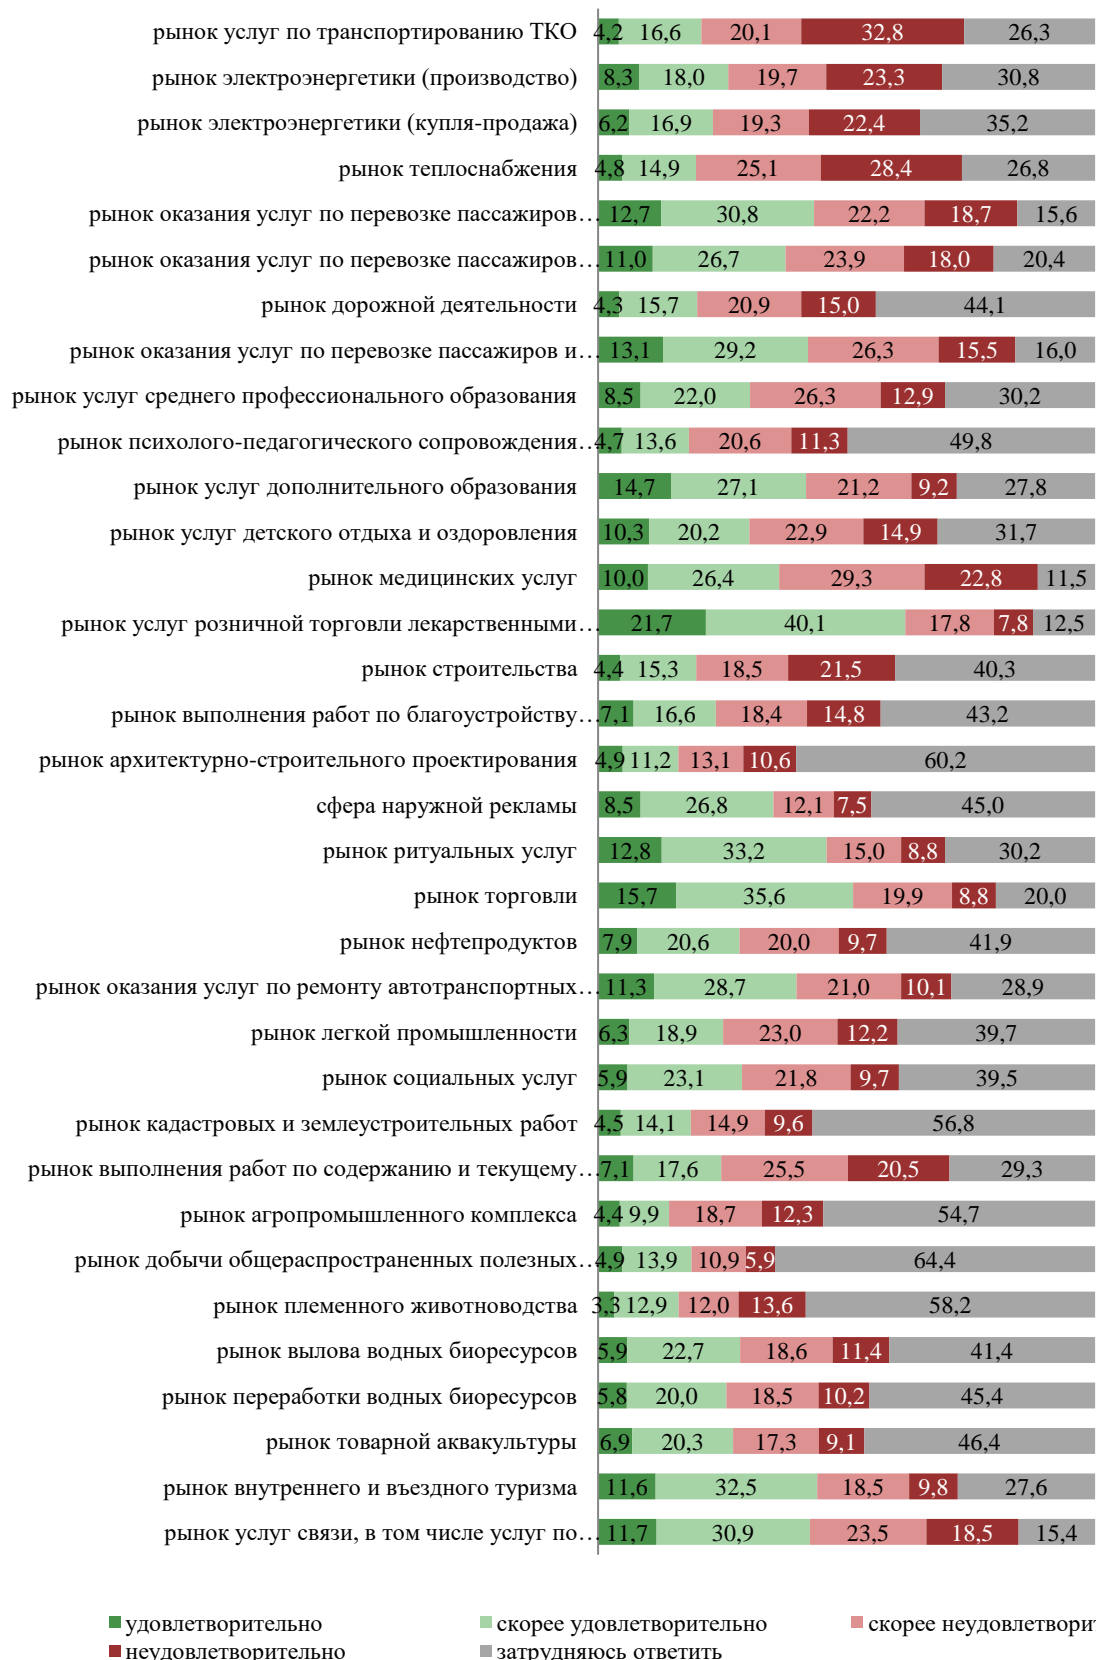 рынок услуг по транспортированию ТКО 4,2 16,6 20,1 32,8 26,3
рынок электроэнергетики (производство) 8,3 18,0 19,7 23,3 30,8
рынок электроэнергетики (купля-продажа) 6,2 16,9 19,3 22,4 35,2
рынок теплоснабжения 4,8 14,9 25,1 28,4 26,8
рынок оказания услуг по перевозке пассажиров… 12,7 30,8 22,2 18,7 15,6
рынок оказания услуг по перевозке пассажиров… 11,0 26,7 23,9 18,0 20,4
рынок дорожной деятельности 4,3 15,7 20,9 15,0 44,1
рынок оказания услуг по перевозке пассажиров и… 13,1 29,2 26,3 15,5 16,0
рынок услуг среднего профессионального образования 8,5 22,0 26,3 12,9 30,2
рынок психолого-педагогического сопровождения… 4,7 13,6 20,6 11,3 49,8
рынок услуг дополнительного образования 14,7 27,1 21,2 9,2 27,8
рынок услуг детского отдыха и оздоровления 10,3 20,2 22,9 14,9 31,7
рынок медицинских услуг 10,0 26,4 29,3 22,8 11,5
рынок услуг розничной торговли лекарственными… 21,7 40,1 17,8 7,8 12,5
рынок строительства 4,4 15,3 18,5 21,5 40,3
рынок выполнения работ по благоустройству… 7,1 16,6 18,4 14,8 43,2
рынок архитектурно-строительного проектирования 4,9 11,2 13,1 10,6 60,2
сфера наружной рекламы 8,5 26,8 12,1 7,5 45,0
рынок ритуальных услуг 12,8 33,2 15,0 8,8 30,2
рынок торговли 15,7 35,6 19,9 8,8 20,0
рынок нефтепродуктов 7,9 20,6 20,0 9,7 41,9
рынок оказания услуг по ремонту автотранспортных… 11,3 28,7 21,0 10,1 28,9
рынок легкой промышленности 6,3 18,9 23,0 12,2 39,7
рынок социальных услуг 5,9 23,1 21,8 9,7 39,5
рынок кадастровых и землеустроительных работ 4,5 14,1 14,9 9,6 56,8
рынок выполнения работ по содержанию и текущему… 7,1 17,6 25,5 20,5 29,3
рынок агропромышленного комплекса 4,4 9,9 18,7 12,3 54,7
рынок добычи общераспространенных полезных… 4,9 13,9 10,9 5,9 64,4
рынок племенного животноводства 3,3 12,9 12,0 13,6 58,2
рынок вылова водных биоресурсов 5,9 22,7 18,6 11,4 41,4
рынок переработки водных биоресурсов 5,8 20,0 18,5 10,2 45,4
рынок товарной аквакультуры 6,9 20,3 17,3 9,1 46,4
рынок внутреннего и въездного туризма 11,6 32,5 18,5 9,8 27,6
рынок услуг связи, в том числе услуг по… 11,7 30,9 23,5 18,5 15,4
удовлетворительно скорее удовлетворительно скорее неудовлетвори
неудовлетворительно затрудняюсь ответить